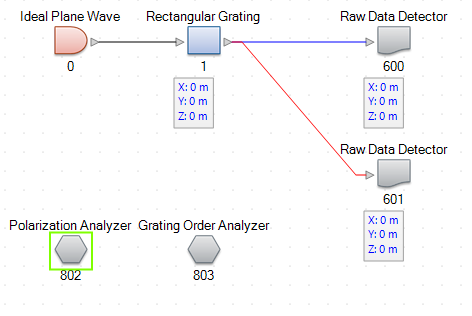 Ideal Plane Wave
Rectangular Grating
Raw Data Detector
0
1
600
X: 0 m
Y: 0 m
Z: 0 m
X: 0 m
Y: 0 m
Z: 0 m
Raw Data Detector
601
X: 0 m
Y: 0 m
Z: 0 m
Polarization Analyzer
Grating Order Analyzer
802
803